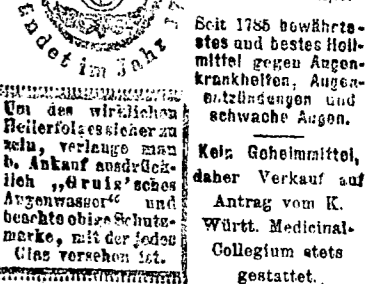 endet im Jahr
Um des wirklichen
Heilerfolges sicher zu
sein, verlange man
b. Ankauf ausdrück-
lich „Gruis'sches
Augenwasser“ und
beachte obige Schutz-
marke, mit der jedes
Glas versehen ist.
Seit 1785 bewährte-
stes und bestes Heil-
mittel gegen Augen-
krankheiten, Augen-
entzündungen und
schwache Augen.
Kein Geheimmittel,
daher Verkauf auf
Antrag vom K.
Württ. Medicinal-
Collegium stets
gestattet.